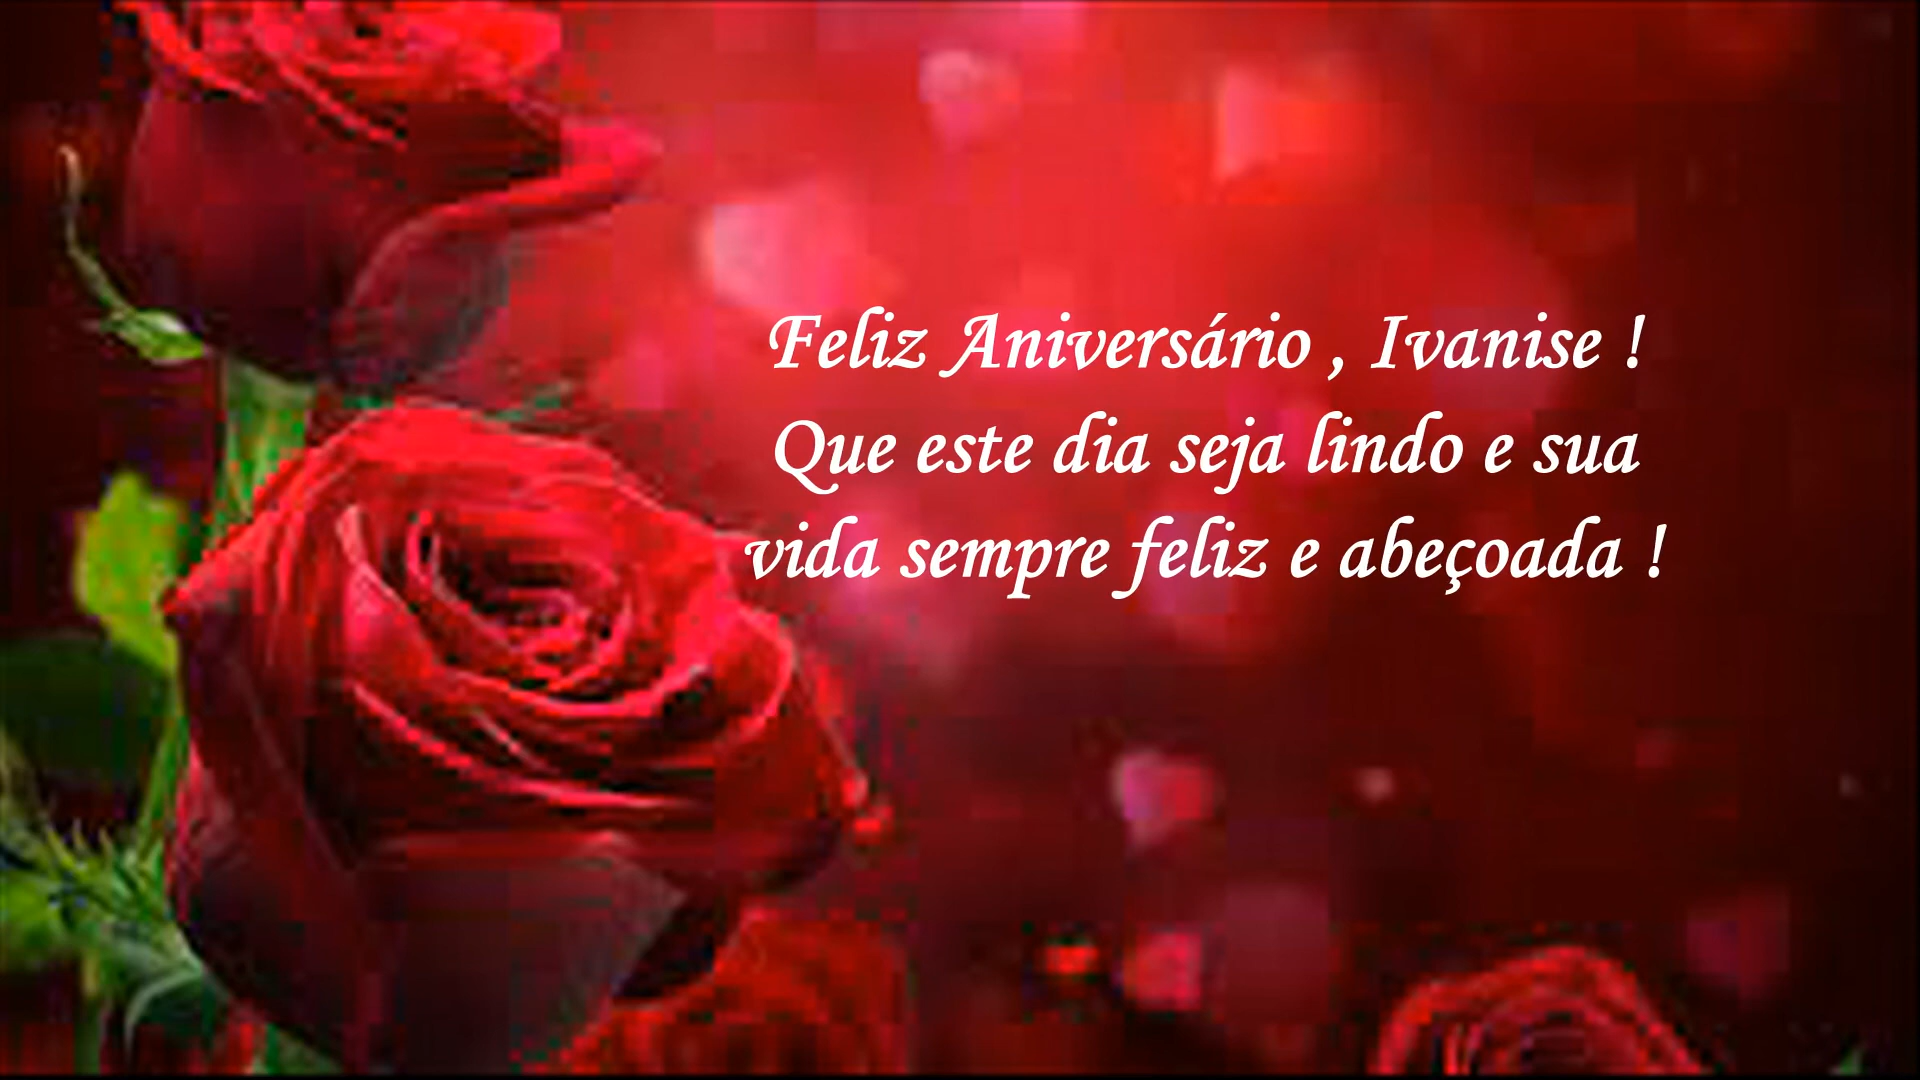 Feliz Aniversário , Ivanise !
Que este dia seja lindo e sua
vida sempre feliz e abeçoada !